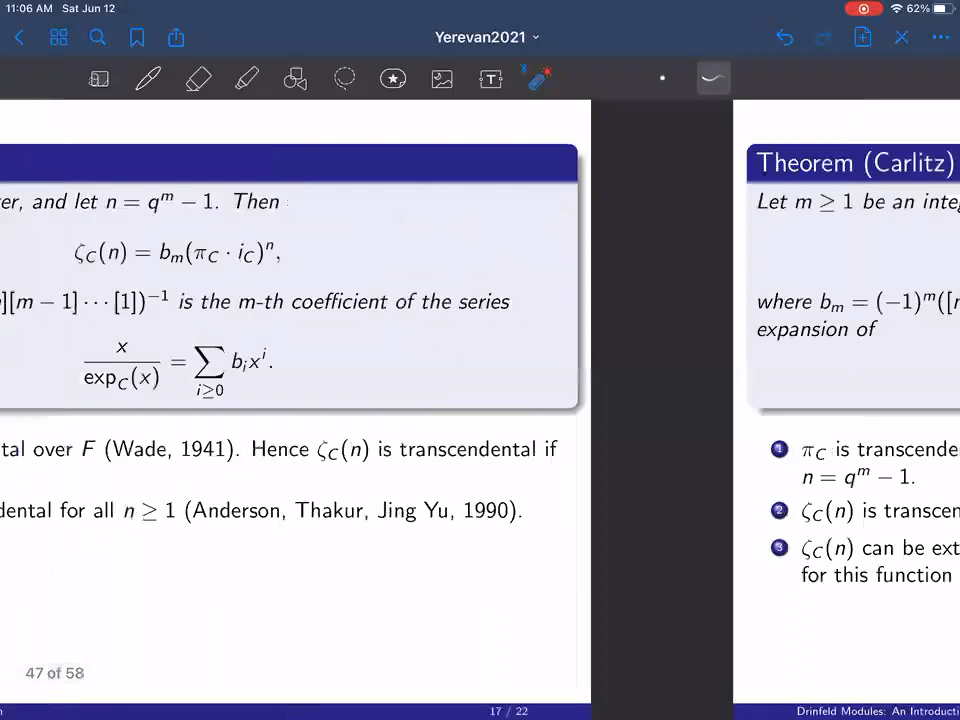 11:06 AM Sat Jun 12
62%
Yerevan2021
T
er, and let n = q^m − 1. Then
ζ_C(n) = b_m(π_C · i_C)^n,
][m − 1] ··· [1])^−1 is the m-th coefficient of the series
x / exp_C(x) = ∑_{i≥0} b_i x^i.
tal over F (Wade, 1941). Hence ζ_C(n) is transcendental if
dental for all n ≥ 1 (Anderson, Thakur, Jing Yu, 1990).
47 of 58
17 / 22
Theorem (Carlitz)
Let m ≥ 1 be an integ
where b_m = (−1)^m([
expansion of
1 π_C is transcende
n = q^m − 1.
2 ζ_C(n) is transcen
3 ζ_C(n) can be ext
for this function
Drinfeld Modules: An Introducti